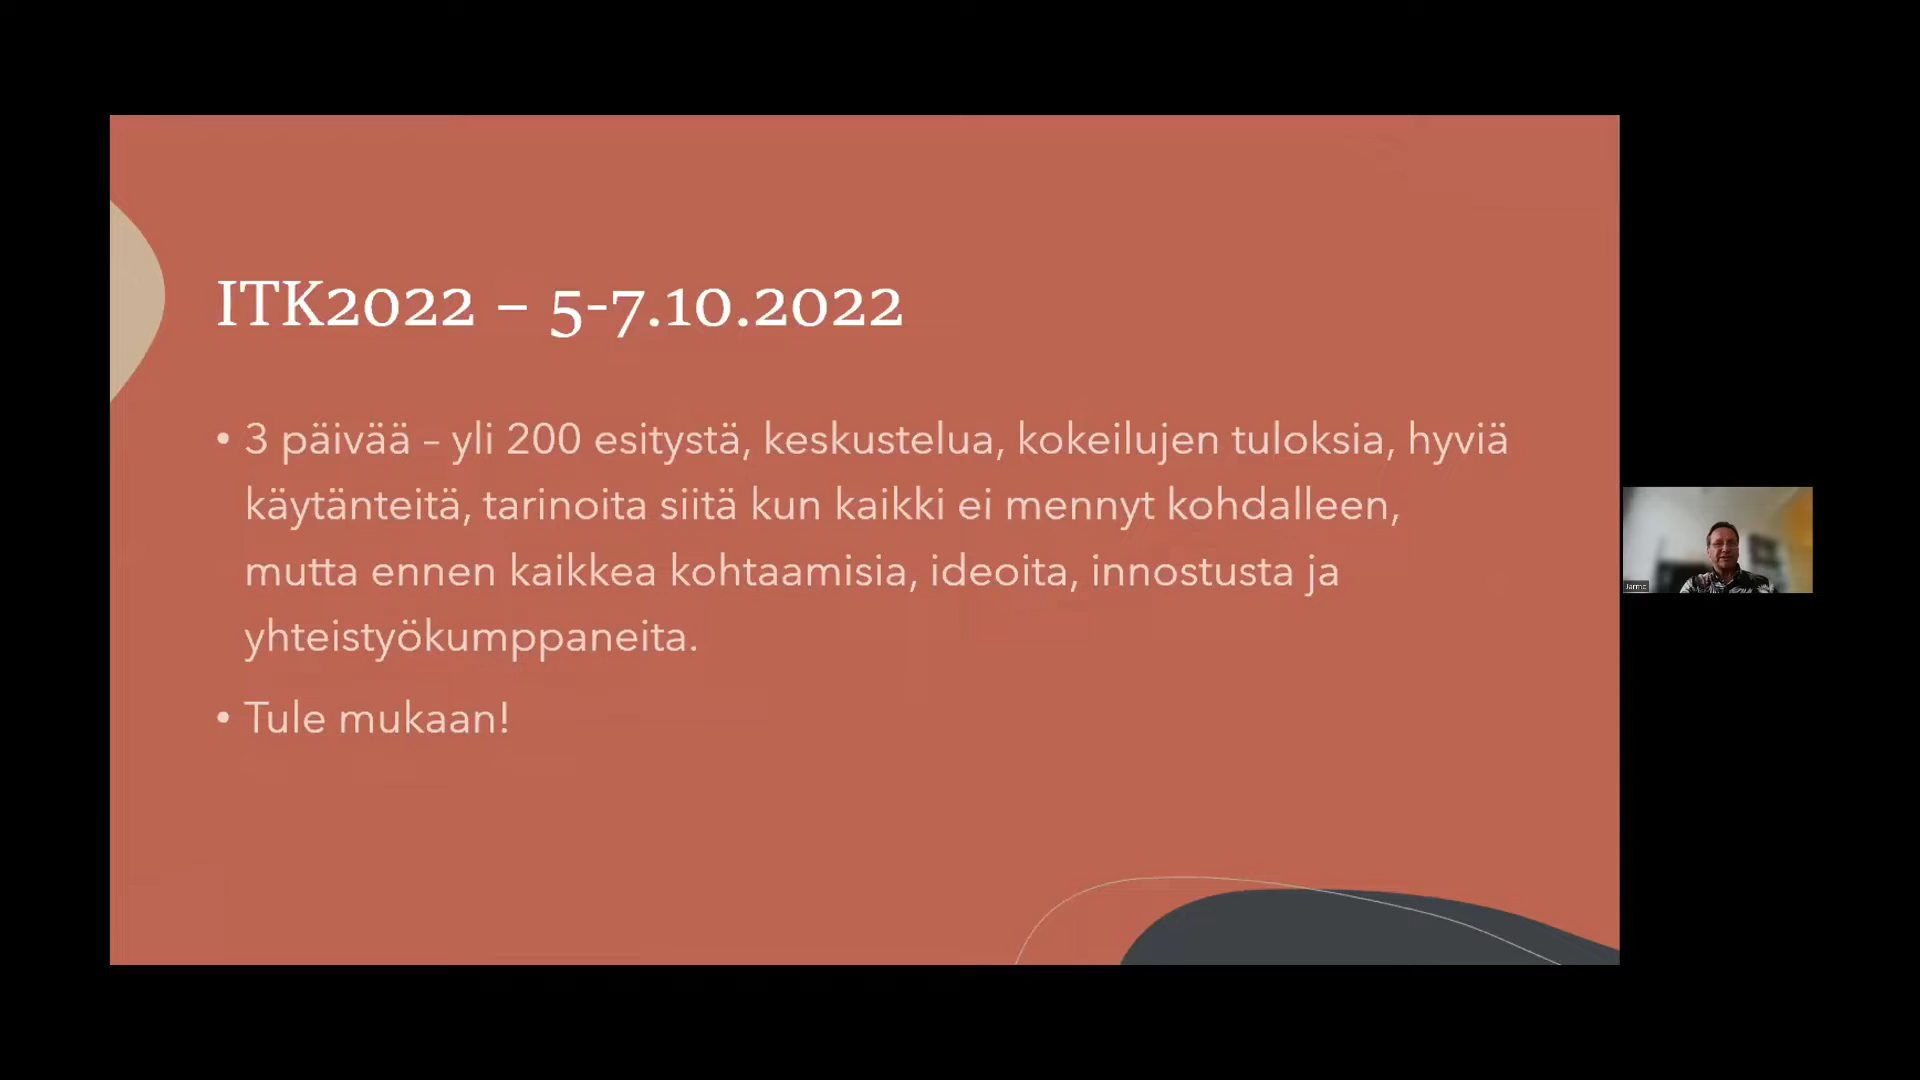 ITK2022 – 5-7.10.2022
• 3 päivää – yli 200 esitystä, keskustelua, kokeilujen tuloksia, hyviä
käytänteitä, tarinoita siitä kun kaikki ei mennyt kohdalleen,
mutta ennen kaikkea kohtaamisia, ideoita, innostusta ja
yhteistyökumppaneita.
• Tule mukaan!
Jarmo